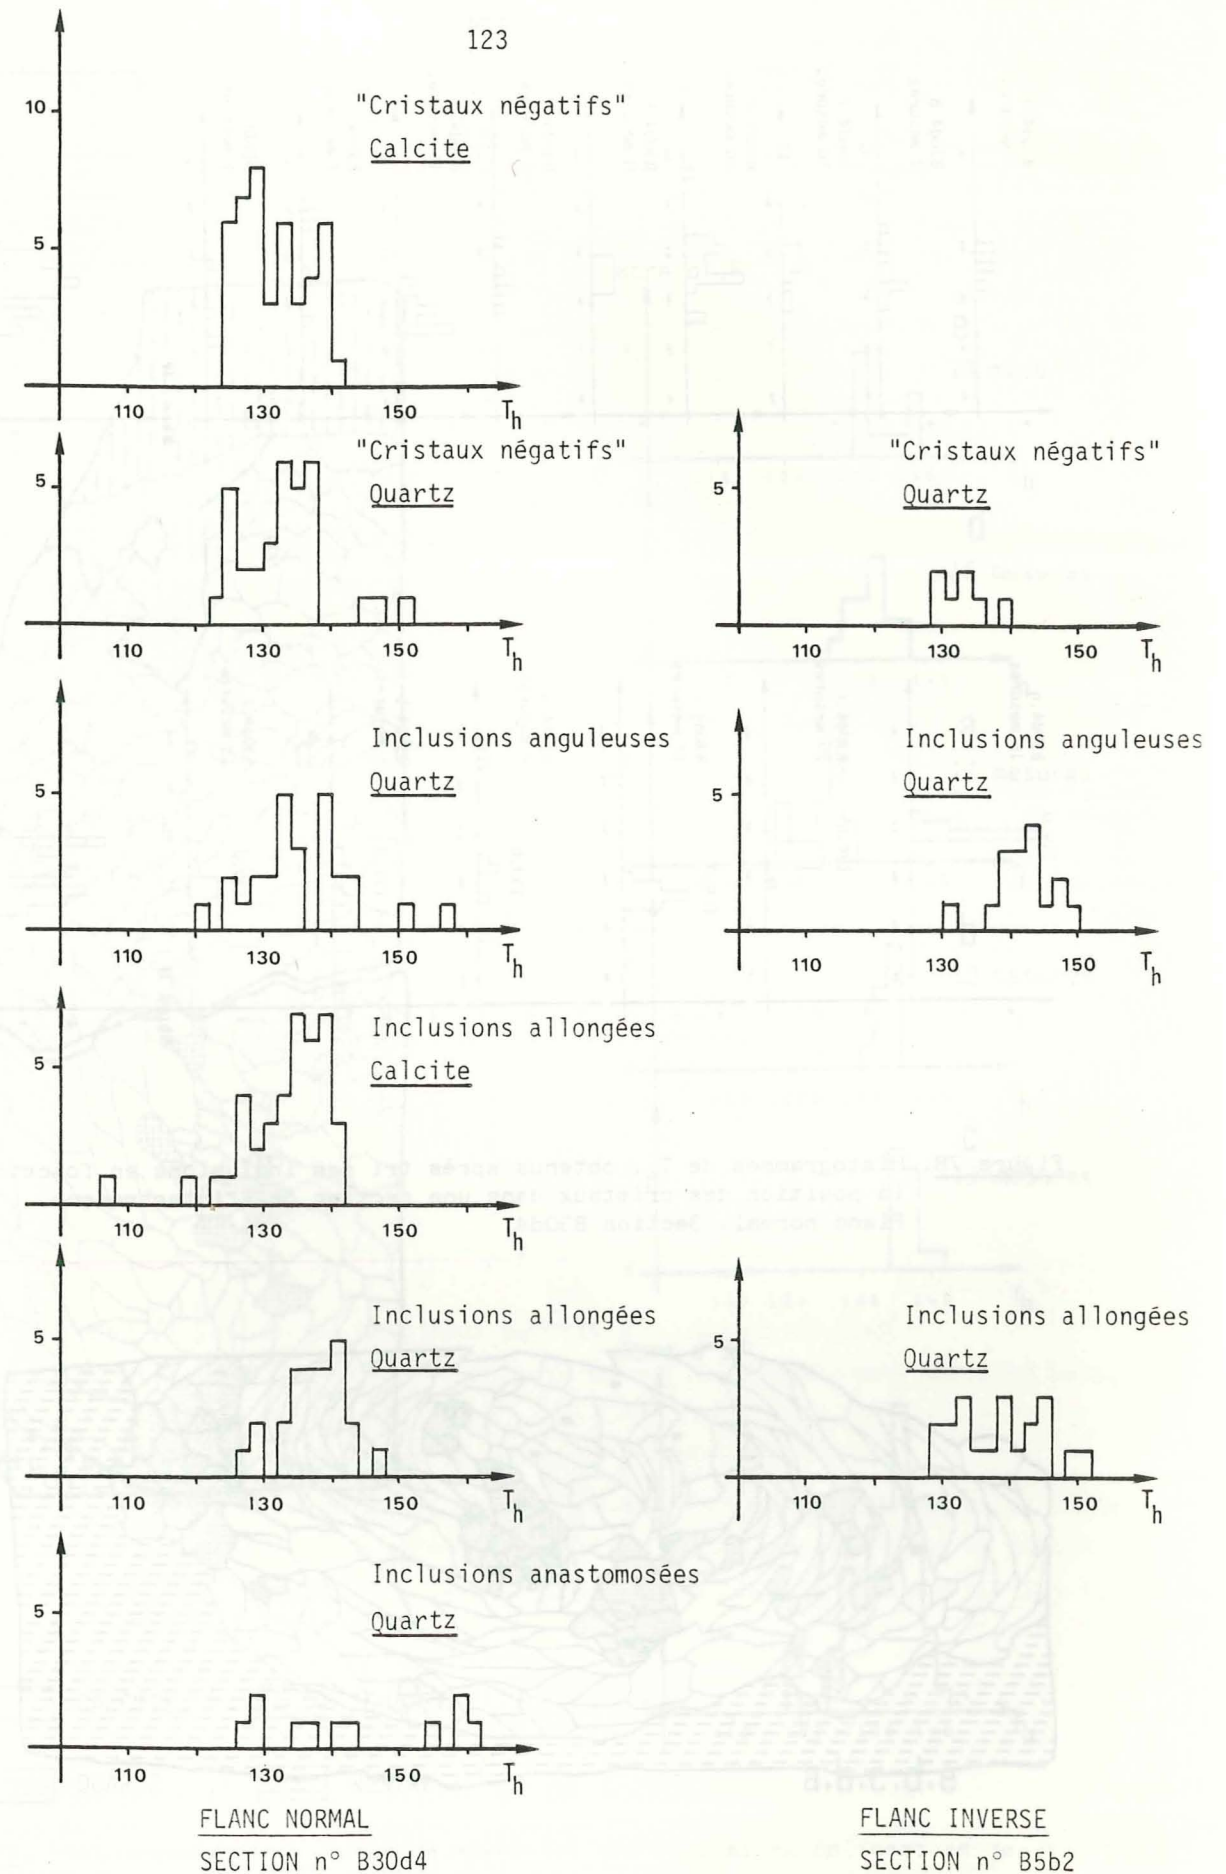 123
10
"Cristaux négatifs"
Calcite
5
110 130 150 Th
"Cristaux négatifs"
Quartz
5
110 130 150 Th
"Cristaux négatifs"
Quartz
5
110 130 150 Th
Inclusions anguleuses
Quartz
5
110 130 150 Th
Inclusions anguleuses
Quartz
5
110 130 150 Th
Inclusions allongées
Calcite
5
110 130 150 Th
Inclusions allongées
Quartz
5
110 130 150 Th
Inclusions allongées
Quartz
5
110 130 150 Th
Inclusions anastomosées
Quartz
5
110 130 150 Th
FLANC NORMAL
SECTION n° B30d4
FLANC INVERSE
SECTION n° B5b2